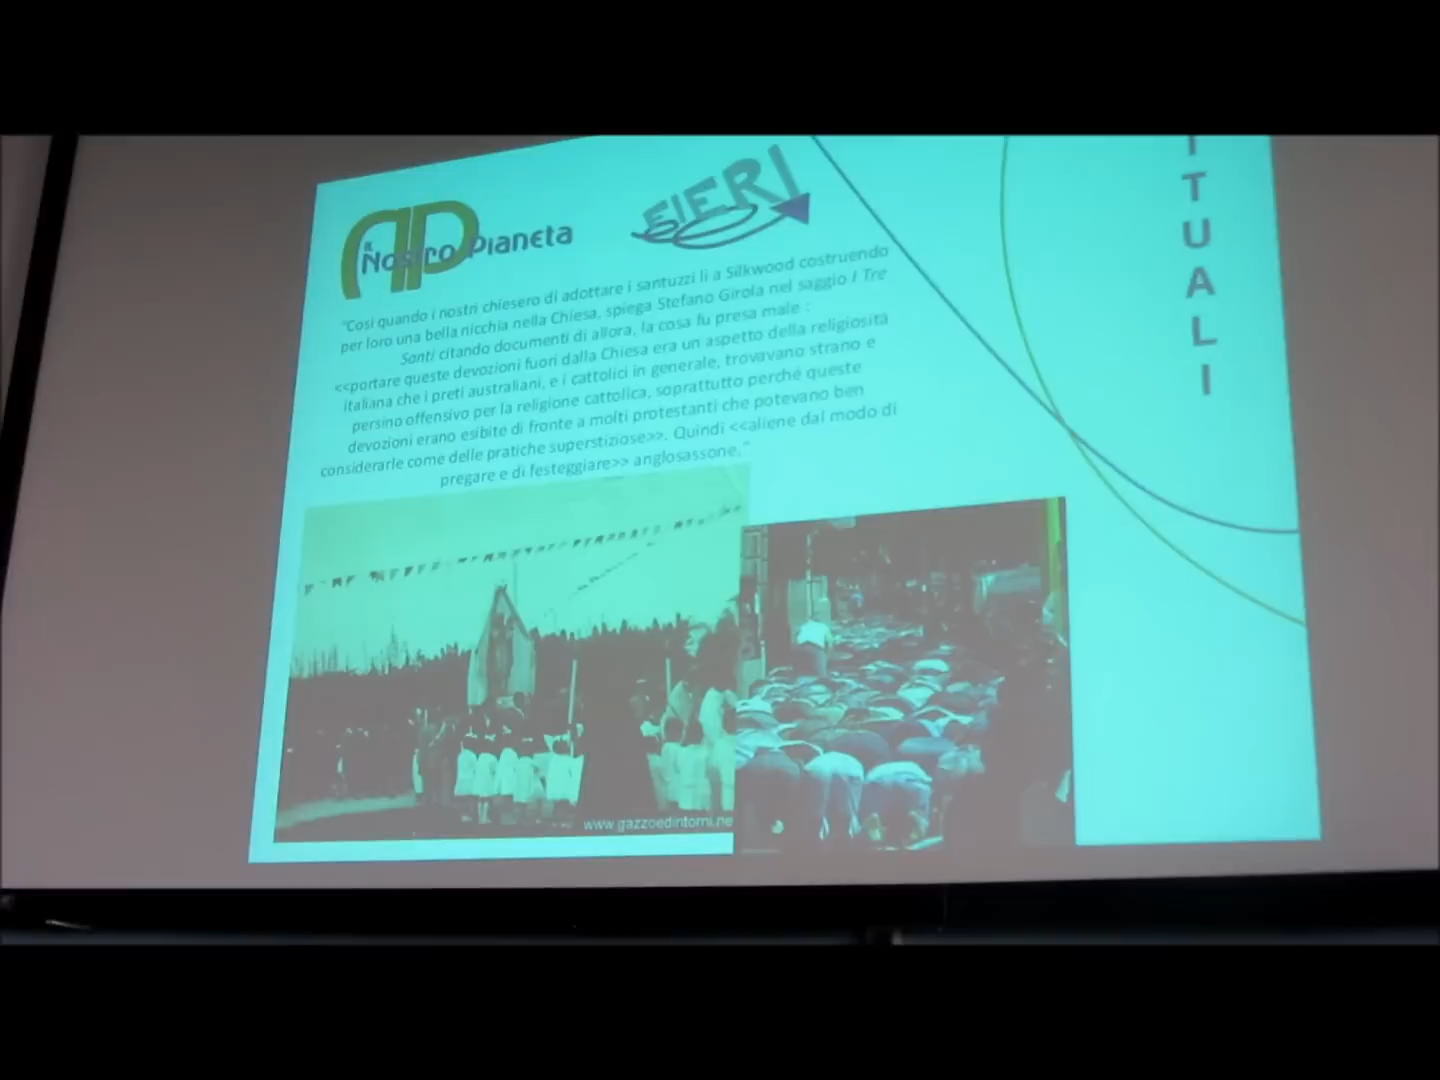 IL
Nostro Pianeta
FIERI
"Così quando i nostri chiesero di adottare i santuzzi lì a Silkwood costruendo
per loro una bella nicchia nella Chiesa, spiega Stefano Girola nel saggio I Tre
Santi citando documenti di allora, la cosa fu presa male :
<<portare queste devozioni fuori dalla Chiesa era un aspetto della religiosità
italiana che i preti australiani, e i cattolici in generale, trovavano strano e
persino offensivo per la religione cattolica, soprattutto perché queste
devozioni erano esibite di fronte a molti protestanti che potevano ben
considerarle come delle pratiche superstiziose>>. Quindi <<aliene dal modo di
pregare e di festeggiare>> anglosassone."
www.gazzoedintorni.ne
I
T
U
A
L
I